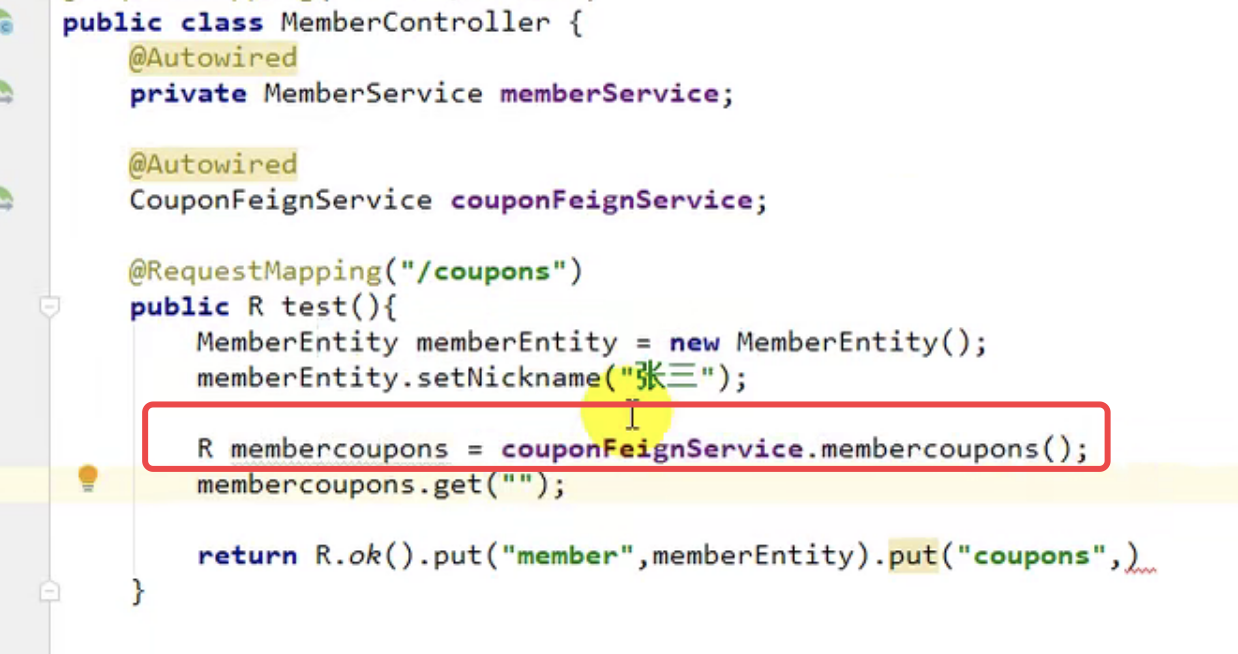 public class MemberController {
@Autowired
private MemberService memberService;
@Autowired
CouponFeignService couponFeignService;
@RequestMapping("/coupons")
public R test(){
MemberEntity memberEntity = new MemberEntity();
memberEntity.setNickname("张三");
R membercoupons = couponFeignService.membercoupons();
membercoupons.get("");
return R.ok().put("member",memberEntity).put("coupons",)
}